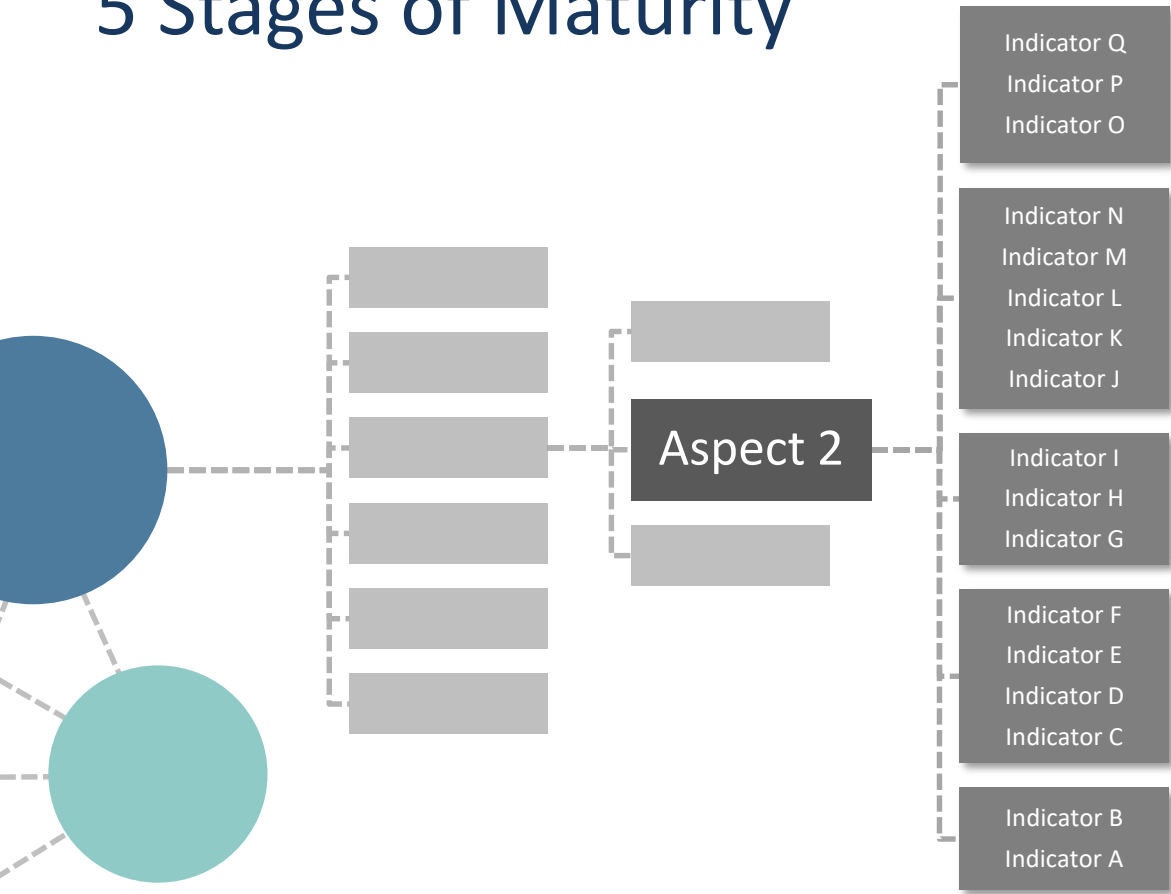 5 Stages of Maturity
Indicator Q
Indicator P
Indicator O
Indicator N
Indicator M
Indicator L
Indicator K
Indicator J
Aspect 2
Indicator I
Indicator H
Indicator G
Indicator F
Indicator E
Indicator D
Indicator C
Indicator B
Indicator A